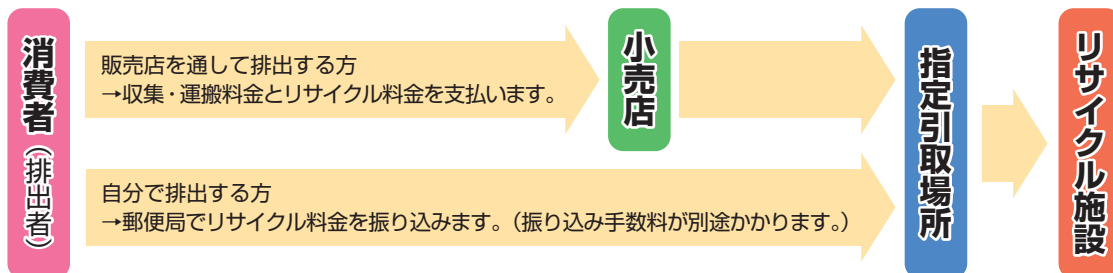 消費者（排出者）
販売店を通して排出する方
→収集・運搬料金とリサイクル料金を支払います。
小売店
自分で排出する方
→郵便局でリサイクル料金を振り込みます。（振り込み手数料が別途かかります。）
指定引取場所
リサイクル施設